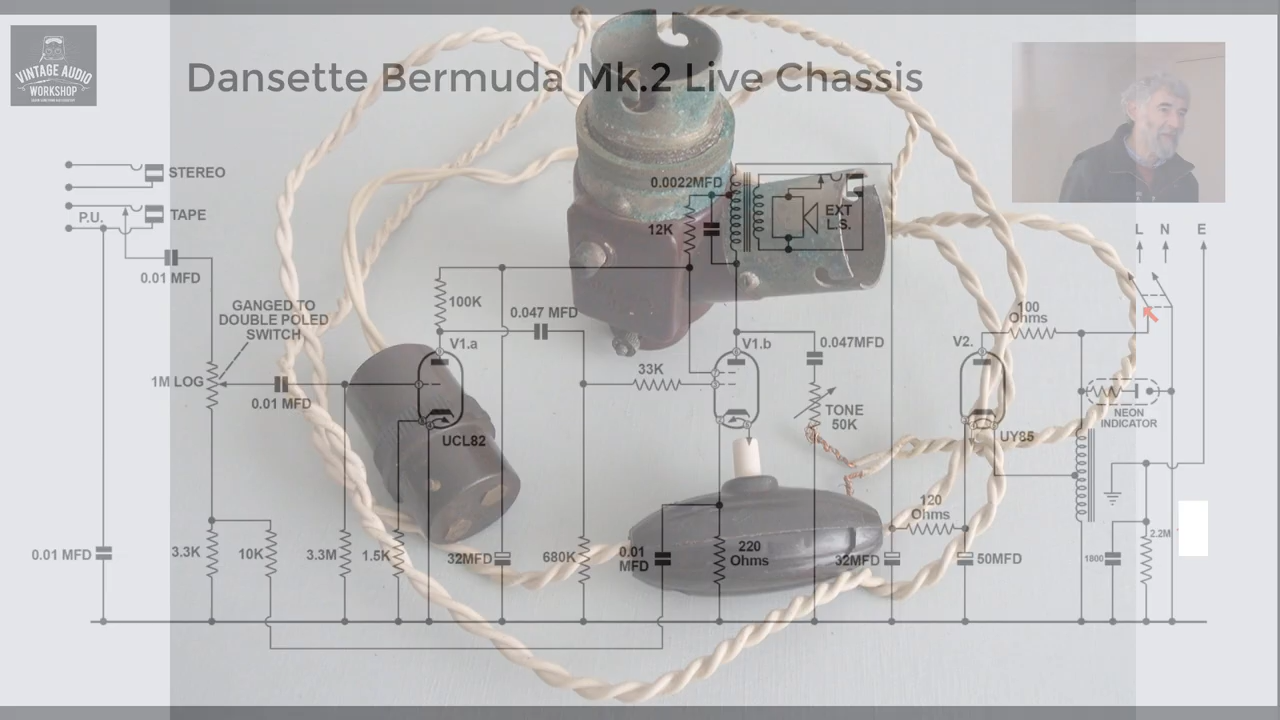 Dansette Bermuda Mk.2 Live Chassis
VINTAGE AUDIO
WORKSHOP
STEREO
P.U.
TAPE
0.01 MFD
GANGED TO
DOUBLE POLED
SWITCH
1M LOG
0.01 MFD
100K
0.047 MFD
V1.a
UCL82
33K
0.0022MFD
12K
EXT
L.S.
V1.b
0.047MFD
TONE
50K
L N E
100
Ohms
V2.
UY85
NEON
INDICATOR
120
Ohms
0.01 MFD
3.3K
10K
3.3M
1.5K
32MFD
680K
0.01
MFD
220
Ohms
32MFD
50MFD
1800
2.2M